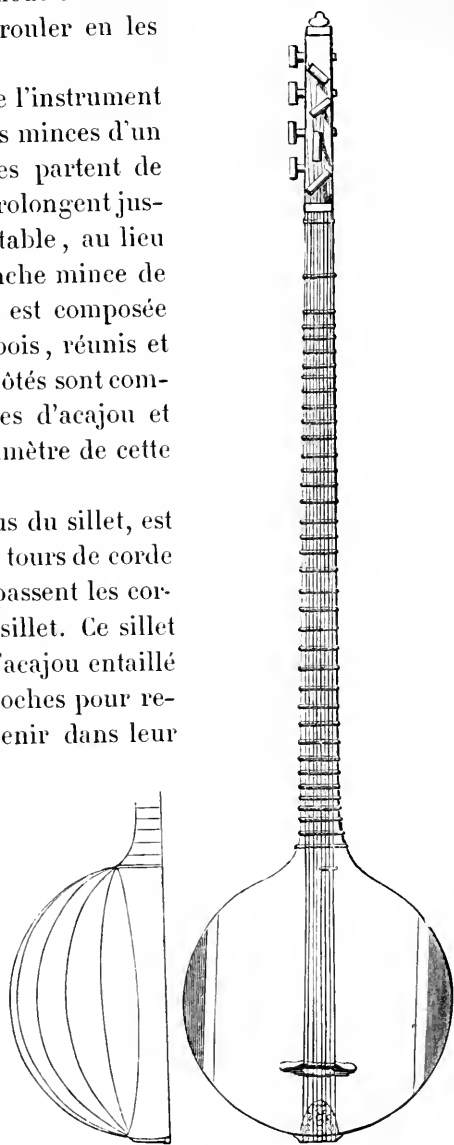 rouler en les
e l'instrument
s minces d'un
es partent de
rolongent jus-
table, au lieu
nche mince de
est composée
bois, réunis et
ôtés sont com-
es d'acajou et
mètre de cette
us du sillet, est
tours de corde
passent les cor-
sillet. Ce sillet
'acajou entaillé
oches pour re-
enir dans leur